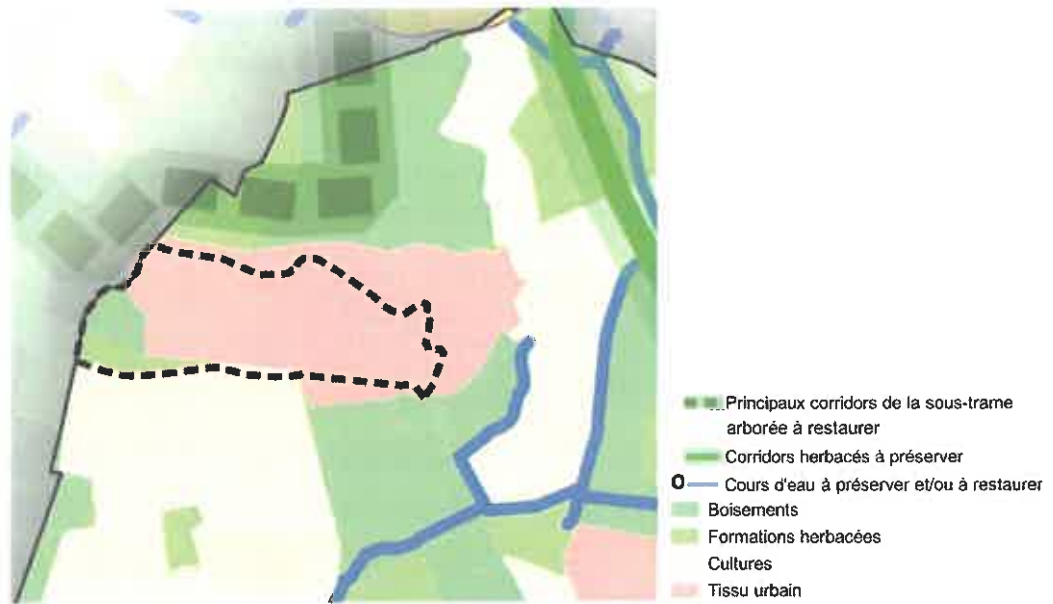 Principaux corridors de la sous-trame
arborée à restaurer
Corridors herbacés à préserver
Cours d'eau à préserver et/ou à restaurer
Boisements
Formations herbacées
Cultures
Tissu urbain